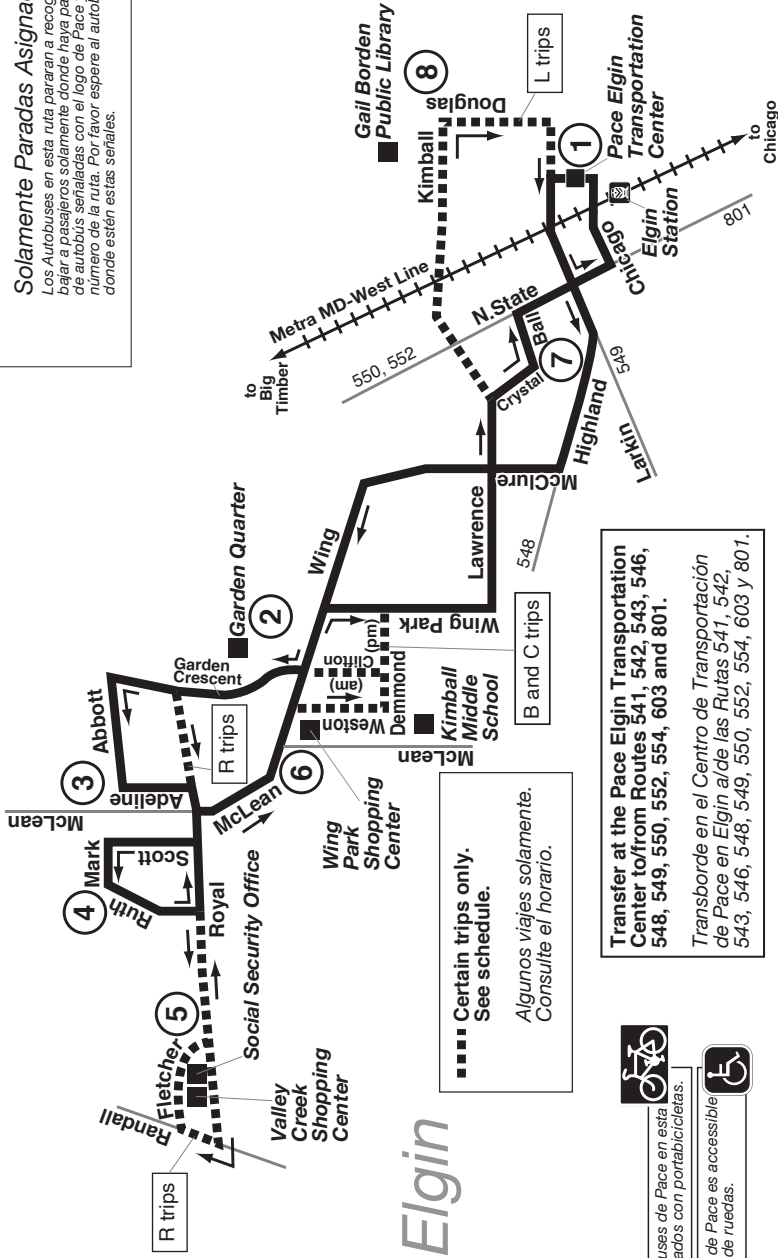 Solamente Paradas Asigna
Los Autobuses en esta ruta pararan a recog
bajar a pasajeros solamente donde haya pa
de autobús señaladas con el logo de Pace
número de la ruta. Por favor espere al autob
donde estén estas señales.
Gail Borden
Public Library
8
Kimball
Douglas
L trips
1
Pace Elgin
Transportation
Center
to
Chicago
Elgin
Station
801
Chicago
Metra MD-West Line
to
Big
Timber
550, 552
N.State
Ball
Crystal
7
Highland
549
Larkin
McClure
Lawrence
548
Wing
Wing Park
Garden Quarter
2
Garden
Crescent
Clifton
(pm)
(am)
Weston
Demmond
B and C trips
Kimball
Middle
School
McLean
Wing
Park
Shopping
Center
6
McLean
R trips
Abbott
3
Adeline
McLean
Mark
Scott
4
Ruth
Royal
Social Security Office
5
Fletcher
Valley
Creek
Shopping
Center
Randall
R trips
Elgin
Certain trips only.
See schedule.
Algunos viajes solamente.
Consulte el horario.
Transfer at the Pace Elgin Transportation
Center to/from Routes 541, 542, 543, 546,
548, 549, 550, 552, 554, 603 and 801.
Transborde en el Centro de Transportación
de Pace en Elgin a/de las Rutas 541, 542,
543, 546, 548, 549, 550, 552, 554, 603 y 801.
uses de Pace en esta
ados con portabicicletas.
de Pace es accessible
de ruedas.